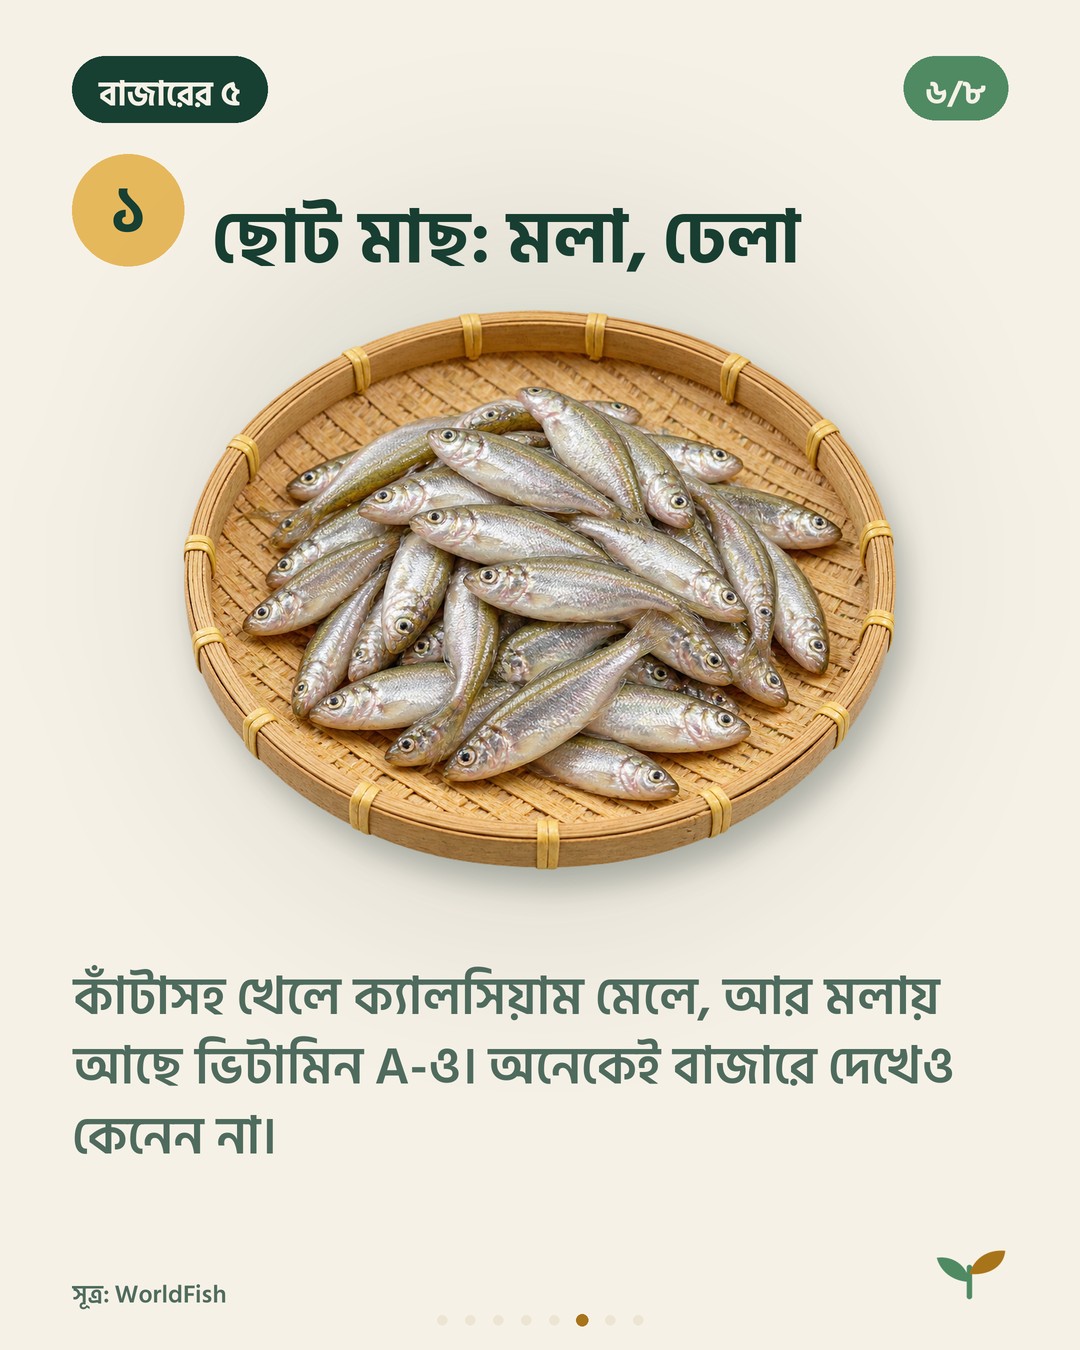 বাজারের ৫
৬/৮
১
ছোট মাছ: মলা, ঢেলা
কাঁটাসহ খেলে ক্যালসিয়াম মেলে, আর মলায়
আছে ভিটামিন A-ও। অনেকেই বাজারে দেখেও
কেনেন না।
সূত্র: WorldFish